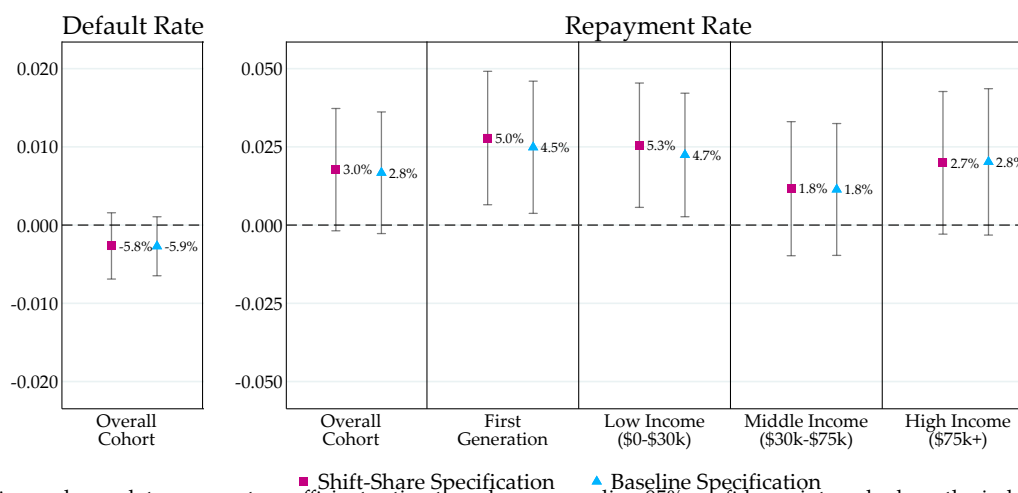 Default Rate
Repayment Rate
0.020
0.010
0.000
-0.010
-0.020
-5.8%
-5.9%
Overall
Cohort
0.050
0.025
0.000
-0.025
-0.050
3.0%
2.8%
5.0%
4.5%
5.3%
4.7%
1.8%
1.8%
2.7%
2.8%
Overall
Cohort
First
Generation
Low Income
($0-$30k)
Middle Income
($30k-$75k)
High Income
($75k+)
Shift-Share Specification
Baseline Specification